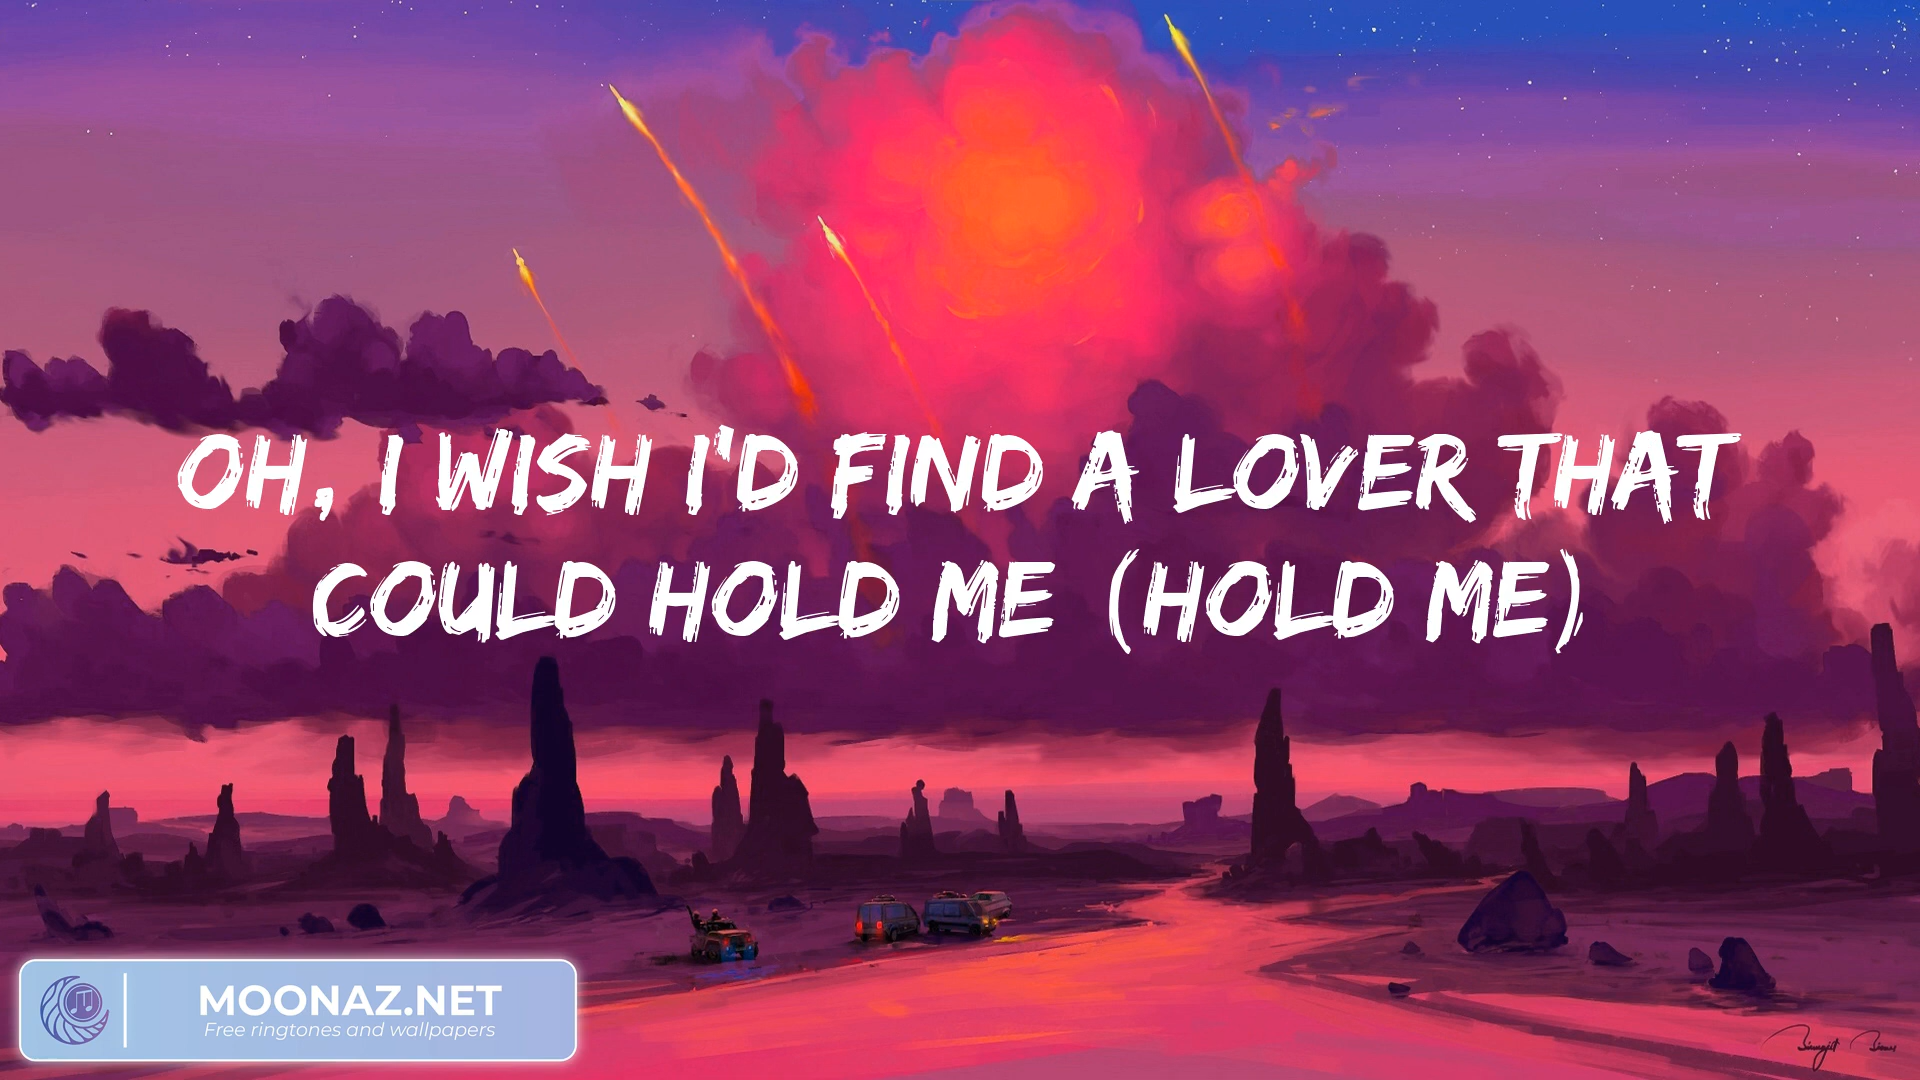 OH, I WISH I'D FIND A LOVER THAT
COULD HOLD ME (HOLD ME)
MOONAZ.NET
Free ringtones and wallpapers